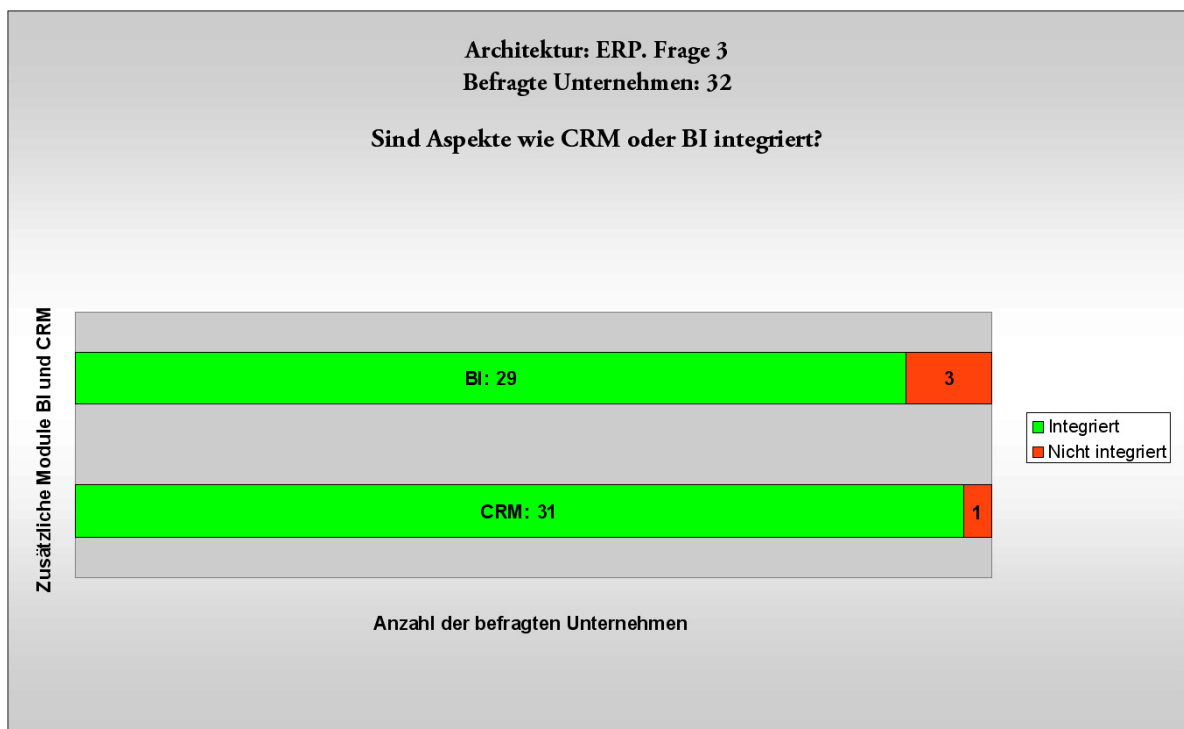 Architektur: ERP. Frage 3
Befragte Unternehmen: 32
Sind Aspekte wie CRM oder BI integriert?
Zusätzliche Module BI und CRM
BI: 29
3
CRM: 31
1
Integriert
Nicht integriert
Anzahl der befragten Unternehmen